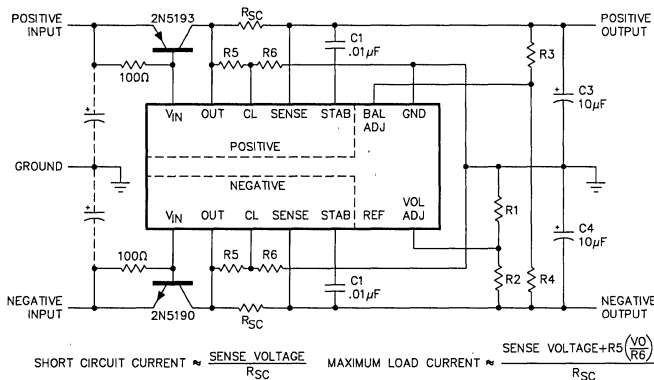 POSITIVE INPUT
2N5193
RSC
POSITIVE OUTPUT
R5
R6
C1
.01µF
R3
100Ω
C3
10µF
VIN
OUT
CL
SENSE
STAB
BAL ADJ
GND
POSITIVE
GROUND
NEGATIVE
VIN
OUT
CL
SENSE
STAB
REF
VOL ADJ
R1
C4
10µF
100Ω
R5
R6
C1
.01µF
R2
R4
NEGATIVE INPUT
2N5190
RSC
NEGATIVE OUTPUT
SHORT CIRCUIT CURRENT ≈ SENSE VOLTAGE / RSC
MAXIMUM LOAD CURRENT ≈ SENSE VOLTAGE+R5(VO/R6) / RSC